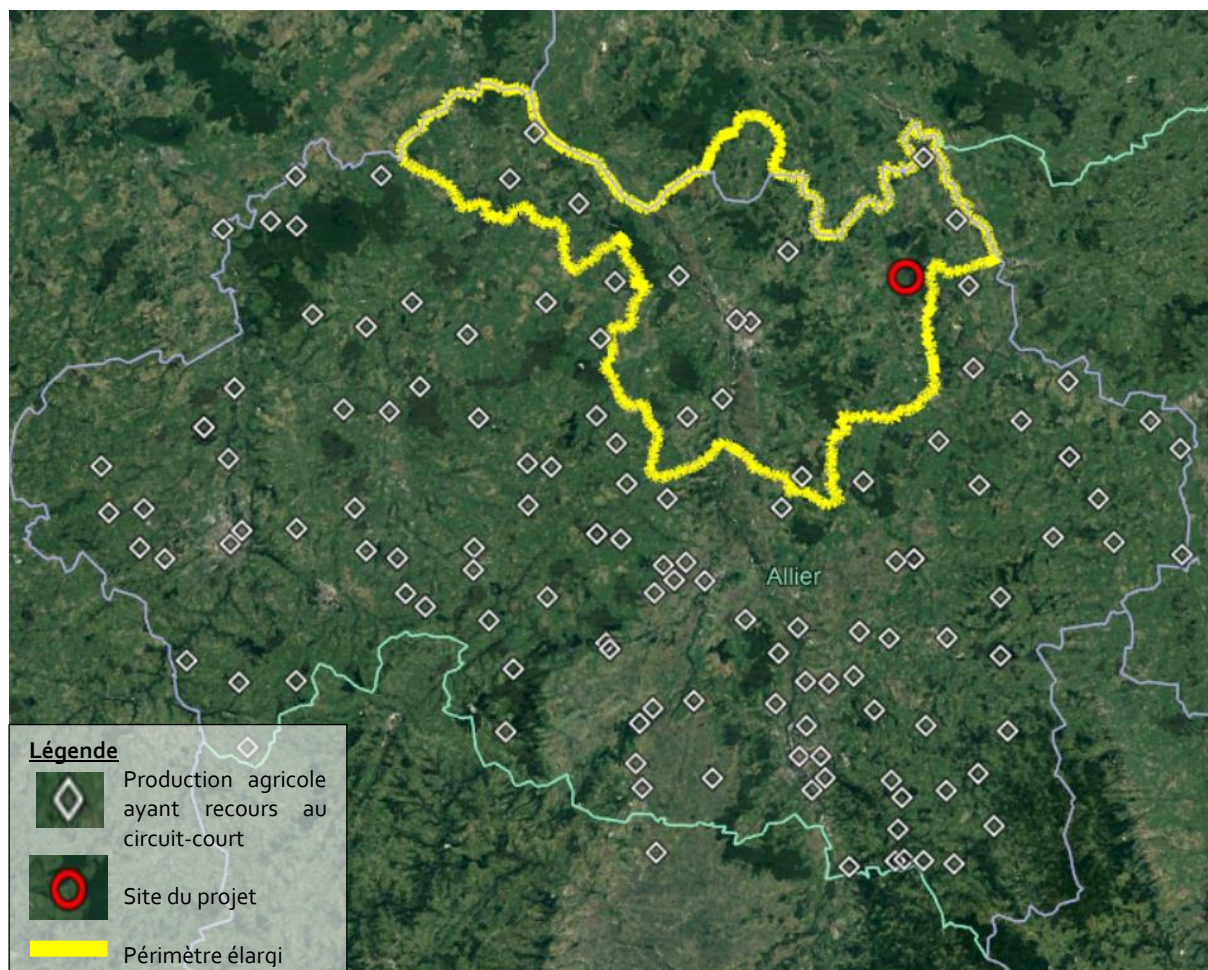 Allier
Légende
Production agricole
ayant recours au
circuit-court
Site du projet
Périmètre élargi